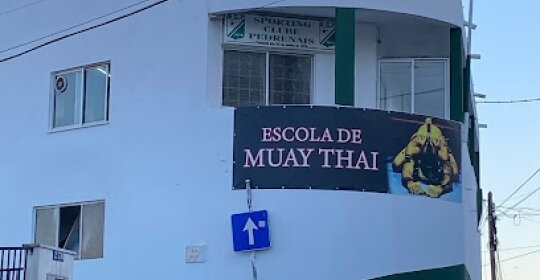 SPORTING
CLUBE
PEDRENAIS
ESCOLA DE
MUAY THAI